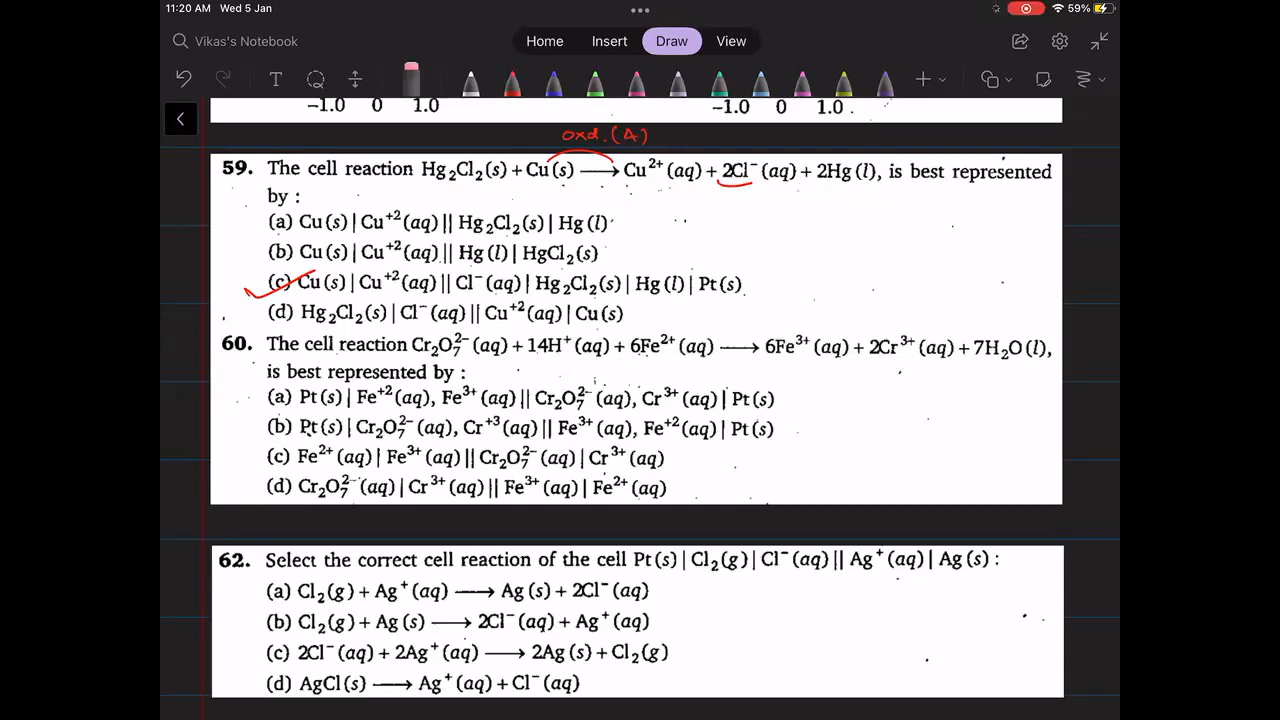 11:20 AM Wed 5 Jan
59%
Vikas's Notebook
Home Insert Draw View
−1.0 0 1.0 −1.0 0 1.0
oxd. (A)
59. The cell reaction Hg₂Cl₂(s) + Cu(s) ⟶ Cu²⁺(aq) + 2Cl⁻(aq) + 2Hg(l), is best represented
by :
(a) Cu(s) | Cu⁺²(aq) || Hg₂Cl₂(s) | Hg(l)
(b) Cu(s) | Cu⁺²(aq) || Hg(l) | HgCl₂(s)
(c) Cu(s) | Cu⁺²(aq) || Cl⁻(aq) | Hg₂Cl₂(s) | Hg(l) | Pt(s)
(d) Hg₂Cl₂(s) | Cl⁻(aq) || Cu⁺²(aq) | Cu(s)
60. The cell reaction Cr₂O₇²⁻(aq) + 14H⁺(aq) + 6Fe²⁺(aq) ⟶ 6Fe³⁺(aq) + 2Cr³⁺(aq) + 7H₂O(l),
is best represented by :
(a) Pt(s) | Fe⁺²(aq), Fe³⁺(aq) || Cr₂O₇²⁻(aq), Cr³⁺(aq) | Pt(s)
(b) Pt(s) | Cr₂O₇²⁻(aq), Cr⁺³(aq) || Fe³⁺(aq), Fe⁺²(aq) | Pt(s)
(c) Fe²⁺(aq) | Fe³⁺(aq) || Cr₂O₇²⁻(aq) | Cr³⁺(aq)
(d) Cr₂O₇²⁻(aq) | Cr³⁺(aq) || Fe³⁺(aq) | Fe²⁺(aq)
62. Select the correct cell reaction of the cell Pt(s) | Cl₂(g) | Cl⁻(aq) || Ag⁺(aq) | Ag(s) :
(a) Cl₂(g) + Ag⁺(aq) ⟶ Ag(s) + 2Cl⁻(aq)
(b) Cl₂(g) + Ag(s) ⟶ 2Cl⁻(aq) + Ag⁺(aq)
(c) 2Cl⁻(aq) + 2Ag⁺(aq) ⟶ 2Ag(s) + Cl₂(g)
(d) AgCl(s) ⟶ Ag⁺(aq) + Cl⁻(aq)